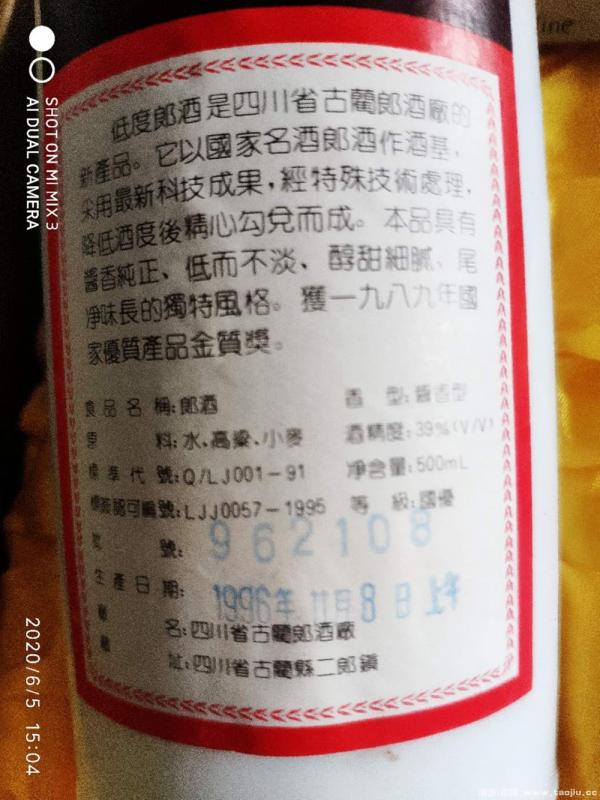 低度郎酒是四川省古藺郎酒廠的
新產品。它以國家名酒郎酒作酒基,
采用最新科技成果,經特殊技術處理,
降低酒度後精心勾兌而成。本品具有
醬香純正、低而不淡、醇甜細膩、尾
淨味長的獨特風格。獲一九八九年國
家優質產品金質獎。
食品名稱:郎酒
香型:醬香型
原料:水、高粱、小麥
酒精度:39%(V/V)
標準代號:Q/LJ001-91
净含量:500mL
標簽認可編號:LJJ0057-1995
等級:國優
號: 962108
生產日期: 1996年11月8日
廠名:四川省古藺郎酒廠
廠址:四川省古藺縣二郎鎮
SHOT ON MI MIX 3
AI DUAL CAMERA
2020/6/5 15:04
www.taojiu.cc